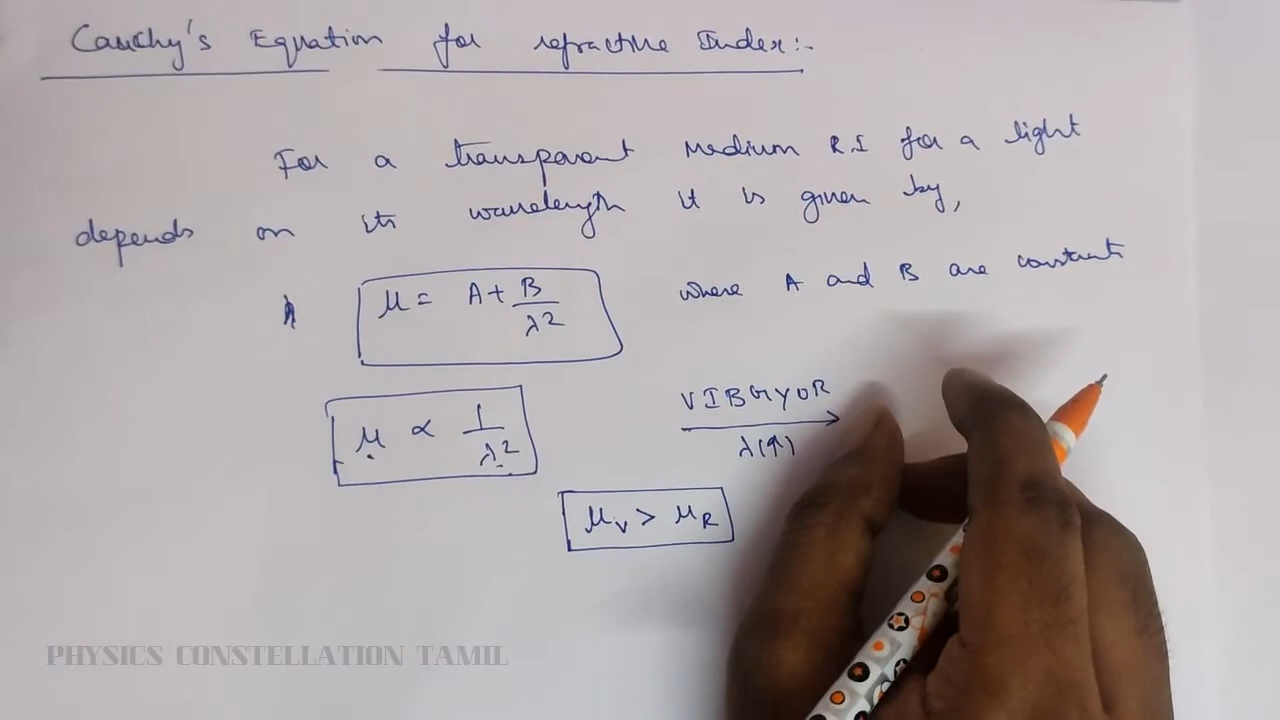 Cauchy's Equation for refractive Index:-
For a transparent Medium R.I for a light
depends on its wavelength it is given by,
μ = A + B/λ² where A and B are constants
μ ∝ 1/λ² VIBGYOR
λ(↑)
μᵥ > μR
PHYSICS CONSTELLATION TAMIL